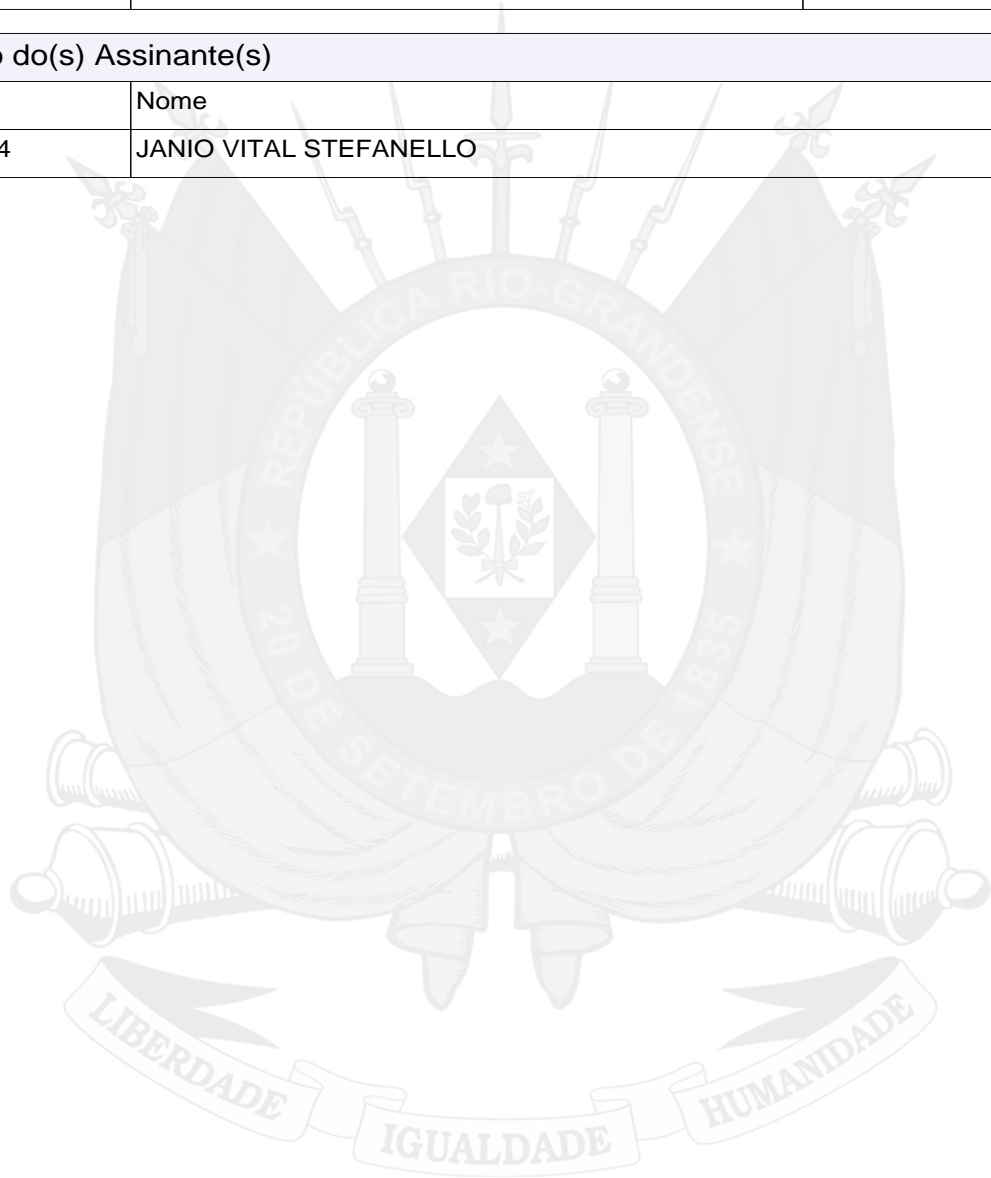 o do(s) Assinante(s)
Nome
4 JANIO VITAL STEFANELLO
REPÚBLICA RIO-GRANDENSE
20 DE SETEMBRO DE 1835
LIBERDADE
IGUALDADE
HUMANIDADE